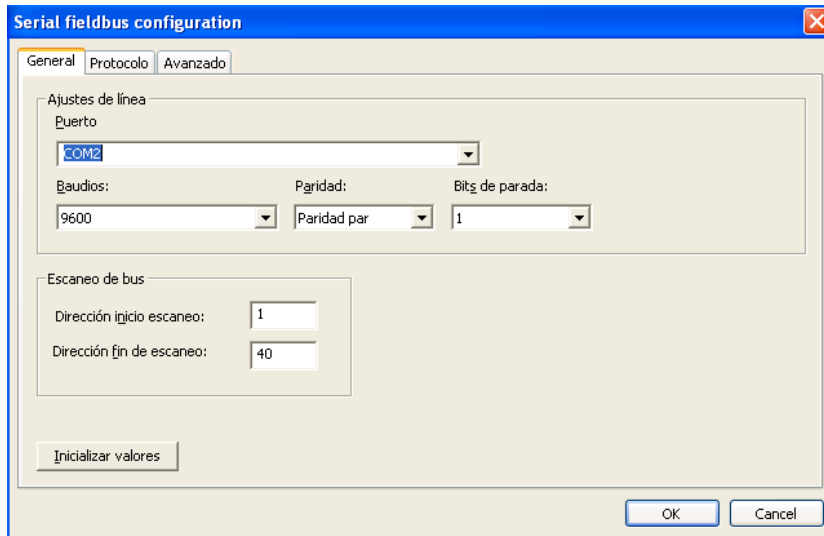 Serial fieldbus configuration
General Protocolo Avanzado
Ajustes de línea
Puerto
COM2
Baudios: Paridad: Bits de parada:
9600 Paridad par 1
Escaneo de bus
Dirección inicio escaneo: 1
Dirección fin de escaneo: 40
Inicializar valores
OK Cancel